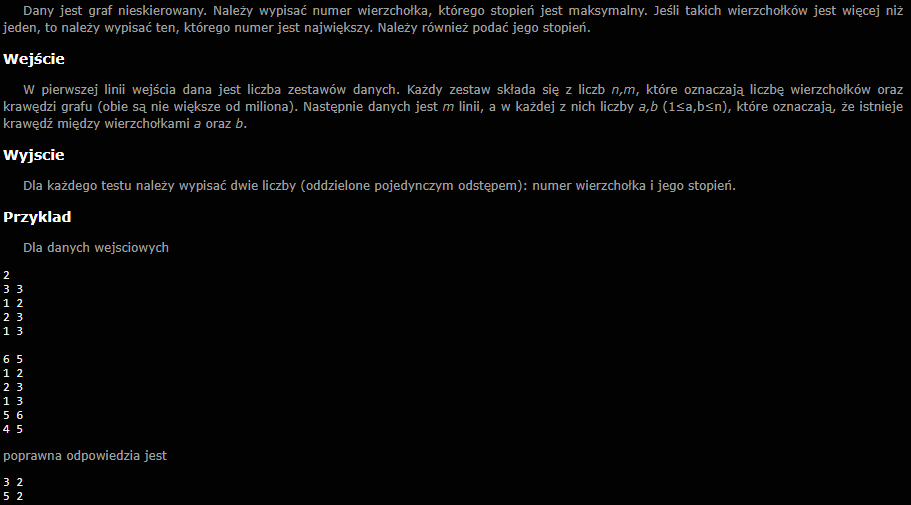 Dany jest graf nieskierowany. Należy wypisać numer wierzchołka, którego stopień jest maksymalny. Jeśli takich wierzchołków jest więcej niż
jeden, to należy wypisać ten, którego numer jest największy. Należy również podać jego stopień.
Wejście
W pierwszej linii wejścia dana jest liczba zestawów danych. Każdy zestaw składa się z liczb n,m, które oznaczają liczbę wierzchołków oraz
krawędzi grafu (obie są nie większe od miliona). Następnie danych jest m linii, a w każdej z nich liczby a,b (1≤a,b≤n), które oznaczają, że istnieje
krawędź między wierzchołkami a oraz b.
Wyjscie
Dla każdego testu należy wypisać dwie liczby (oddzielone pojedynczym odstępem): numer wierzchołka i jego stopień.
Przyklad
Dla danych wejsciowych
2
3 3
1 2
2 3
1 3
6 5
1 2
2 3
1 3
5 6
4 5
poprawna odpowiedzia jest
3 2
5 2